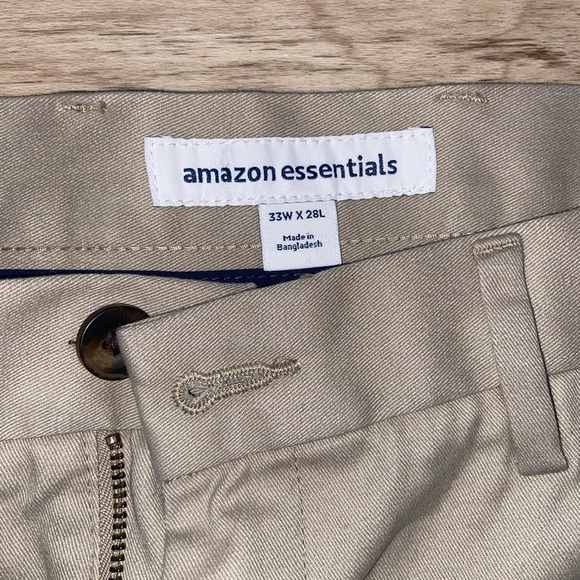 amazon essentials
33W X 28L
Made in
Bangladesh